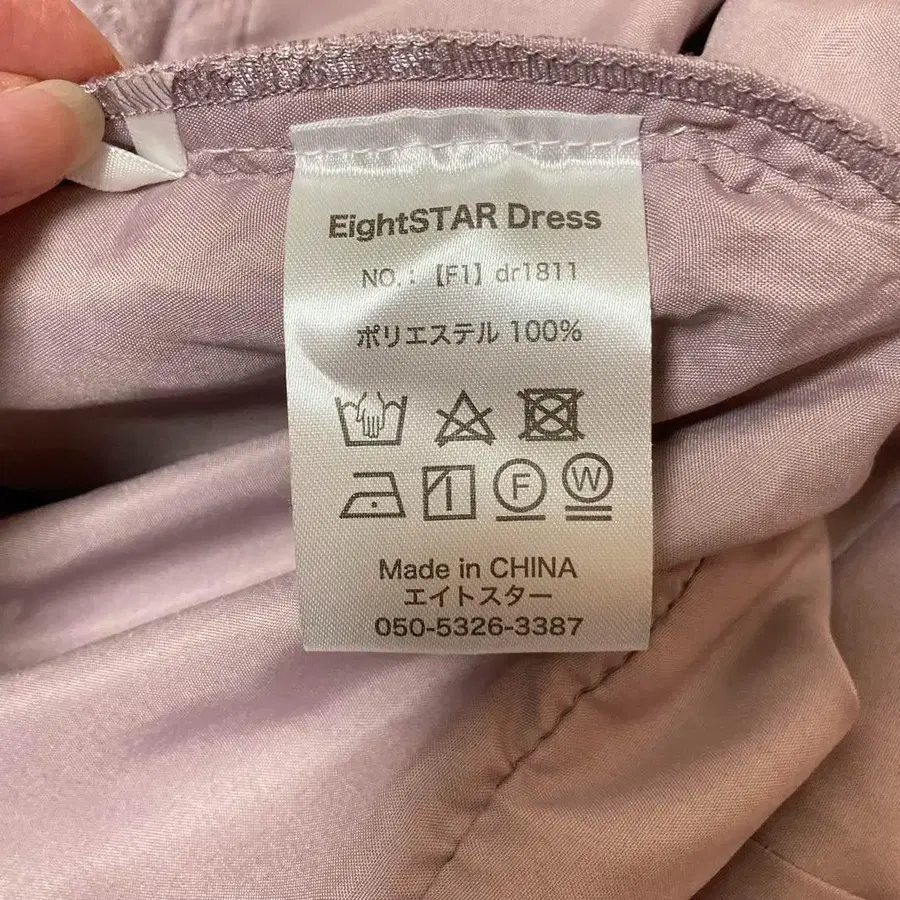 EightSTAR Dress
NO.:【F1】dr1811
ポリエステル 100%
F W
Made in CHINA
エイトスター
050-5326-3387